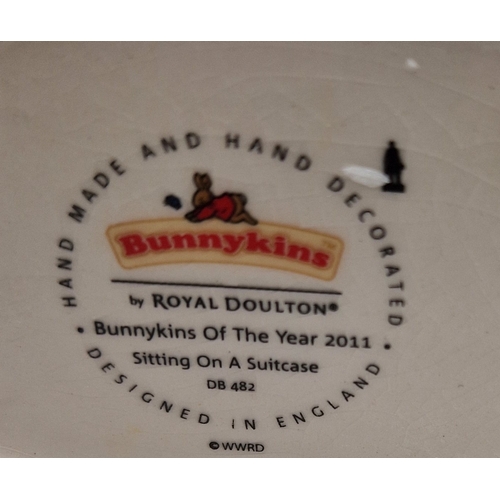 HAND MADE AND HAND DECORATED
Bunnykins™
by ROYAL DOULTON®
• Bunnykins Of The Year 2011 •
Sitting On A Suitcase
DB 482
DESIGNED IN ENGLAND
© WWRD